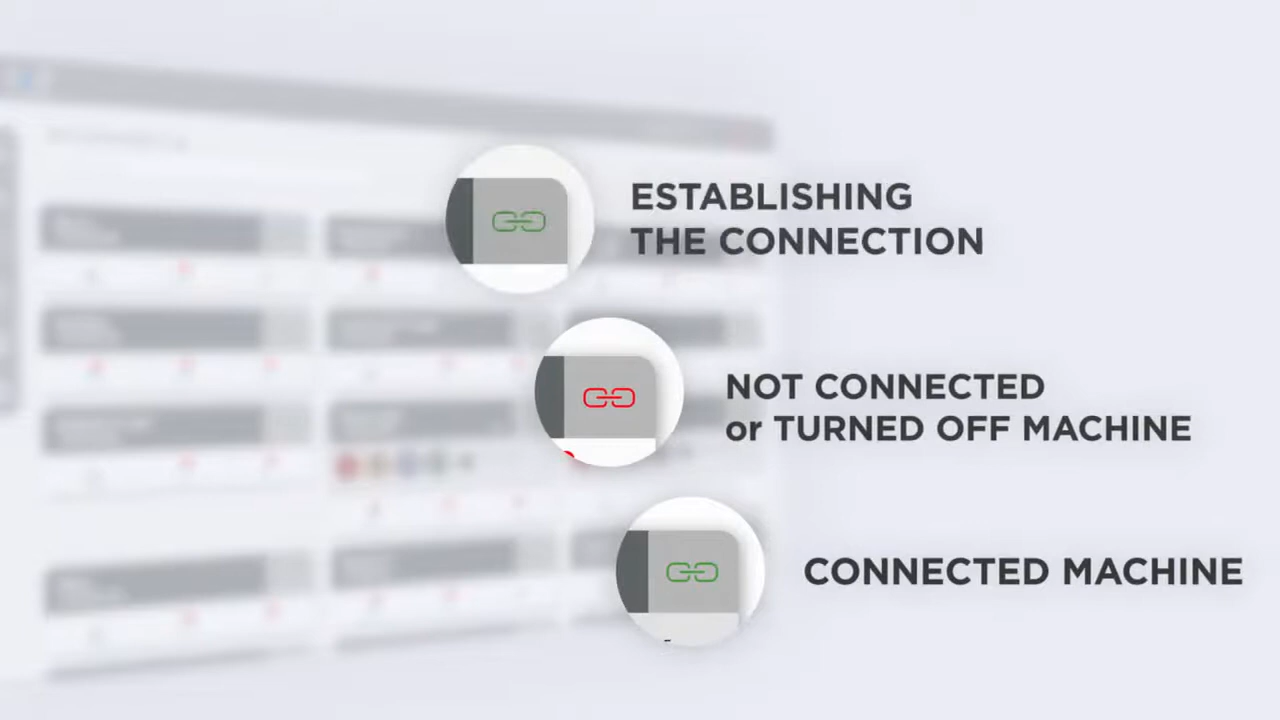 ESTABLISHING
THE CONNECTION
NOT CONNECTED
or TURNED OFF MACHINE
CONNECTED MACHINE